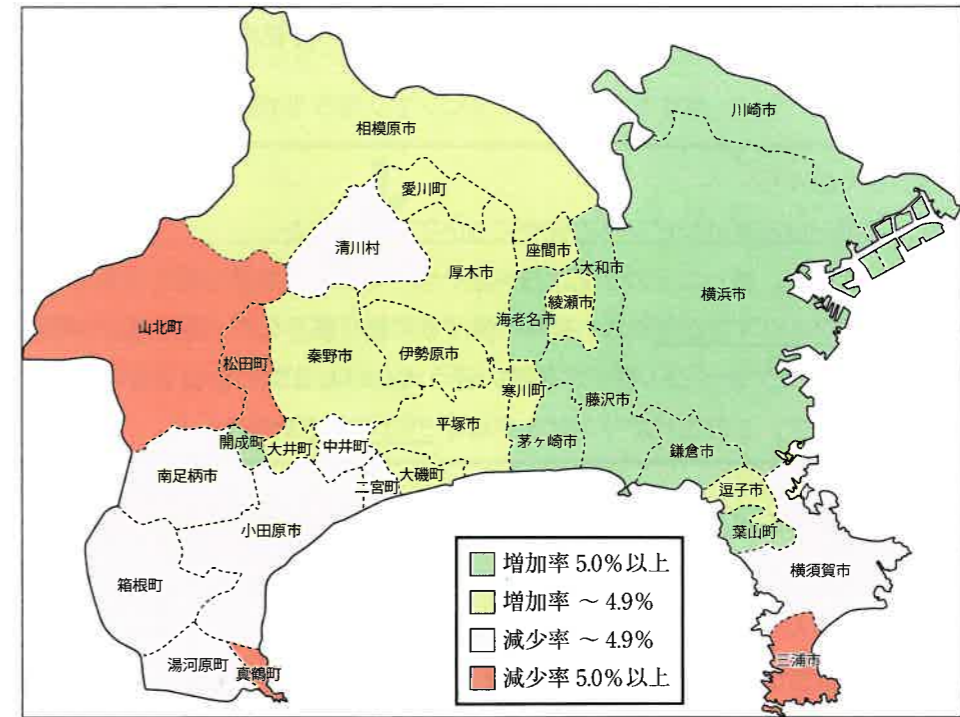 川崎市
相模原市
愛川町
清川村
座間市
厚木市
大和市
横浜市
綾瀬市
海老名市
山北町
松田町
秦野市
伊勢原市
寒川町
藤沢市
平塚市
茅ヶ崎市
開成町
大井町
中井町
鎌倉市
南足柄市
大磯町
二宮町
逗子市
小田原市
葉山町
横須賀市
箱根町
湯河原町
真鶴町
三浦市
増加率 5.0%以上
増加率 ～ 4.9%
減少率 ～ 4.9%
減少率 5.0%以上